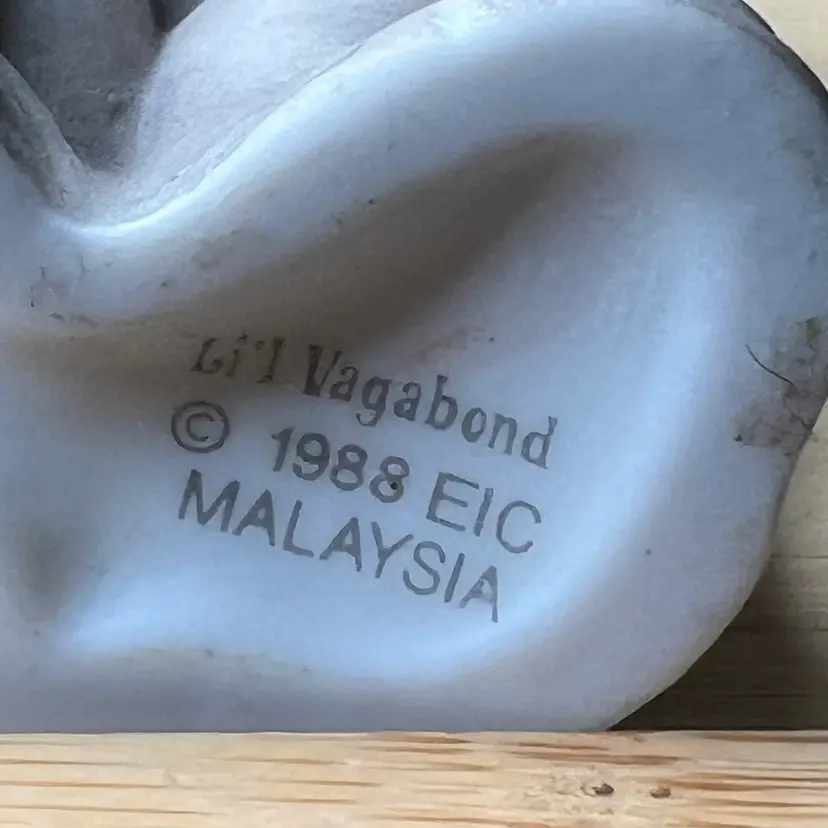 Li'l Vagabond
© 1988 EIC
MALAYSIA